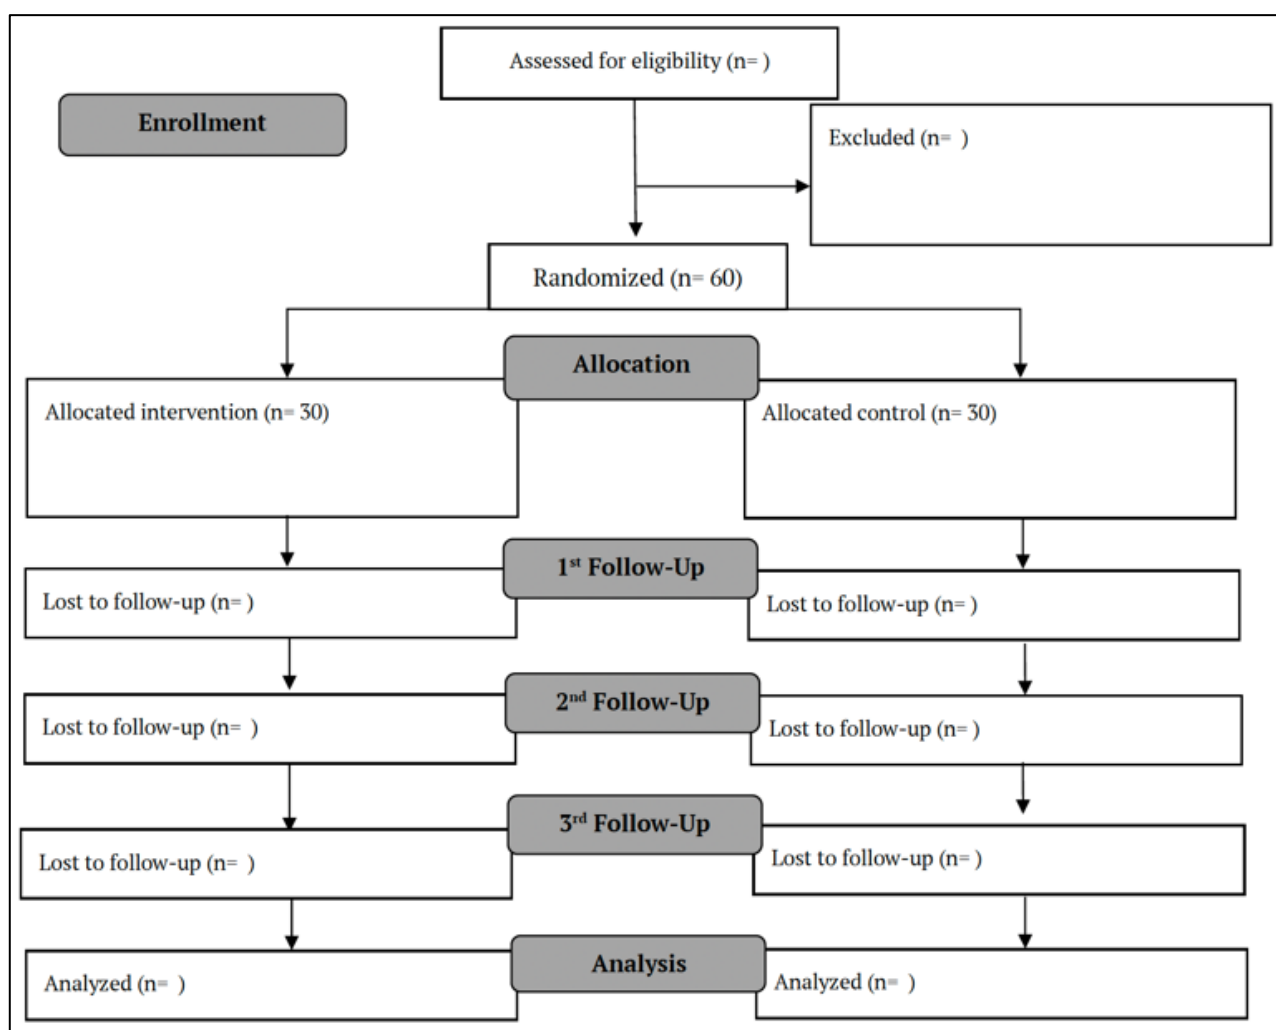 Assessed for eligibility (n= )
Enrollment
Excluded (n=  )
Randomized (n= 60)
Allocation
Allocated intervention (n= 30)
Allocated control (n= 30)
1st Follow-Up
Lost to follow-up (n= )
Lost to follow-up (n= )
2nd Follow-Up
Lost to follow-up (n=  )
Lost to follow-up (n= )
3rd Follow-Up
Lost to follow-up (n=  )
Lost to follow-up (n= )
Analysis
Analyzed (n=  )
Analyzed (n=  )